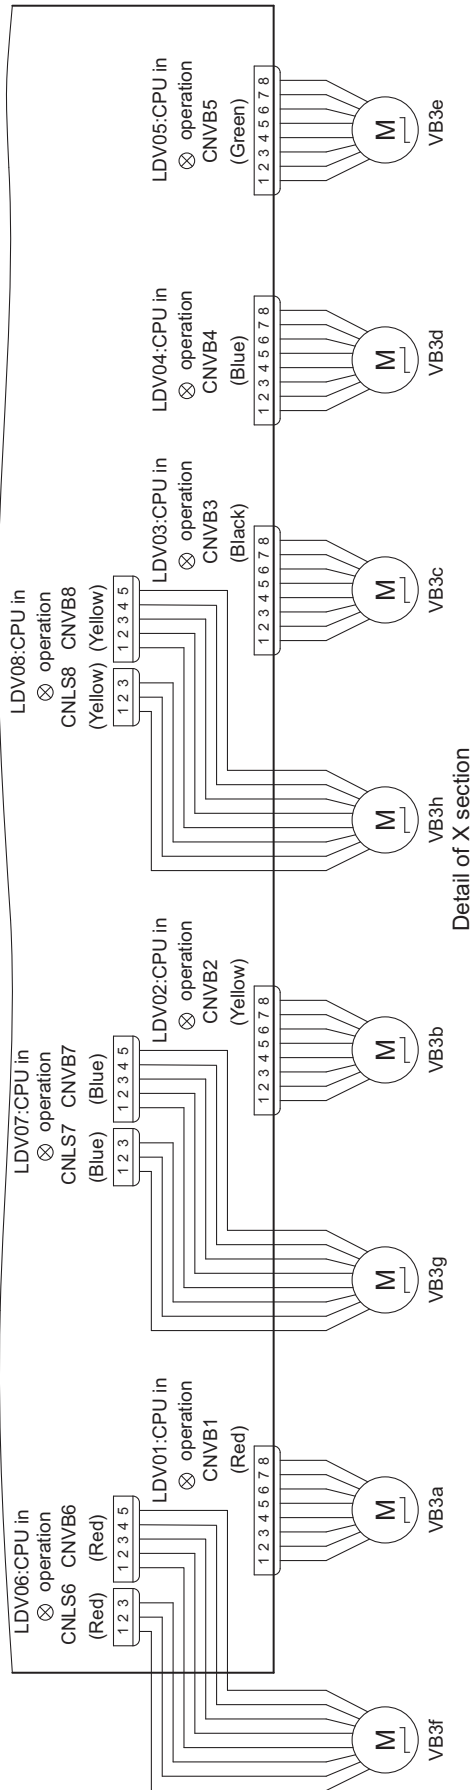 LDV06:CPU in
⊗ operation
CNLS6 CNVB6
(Red) (Red)
1 2 3 1 2 3 4 5
LDV07:CPU in
⊗ operation
CNLS7 CNVB7
(Blue) (Blue)
1 2 3 1 2 3 4 5
LDV08:CPU in
⊗ operation
CNLS8 CNVB8
(Yellow) (Yellow)
1 2 3 1 2 3 4 5
LDV01:CPU in
⊗ operation
CNVB1
(Red)
1 2 3 4 5 6 7 8
LDV02:CPU in
⊗ operation
CNVB2
(Yellow)
1 2 3 4 5 6 7 8
LDV03:CPU in
⊗ operation
CNVB3
(Black)
1 2 3 4 5 6 7 8
LDV04:CPU in
⊗ operation
CNVB4
(Blue)
1 2 3 4 5 6 7 8
LDV05:CPU in
⊗ operation
CNVB5
(Green)
1 2 3 4 5 6 7 8
M M M M M M M M
VB3f VB3a VB3g VB3b VB3h VB3c VB3d VB3e
Detail of X section